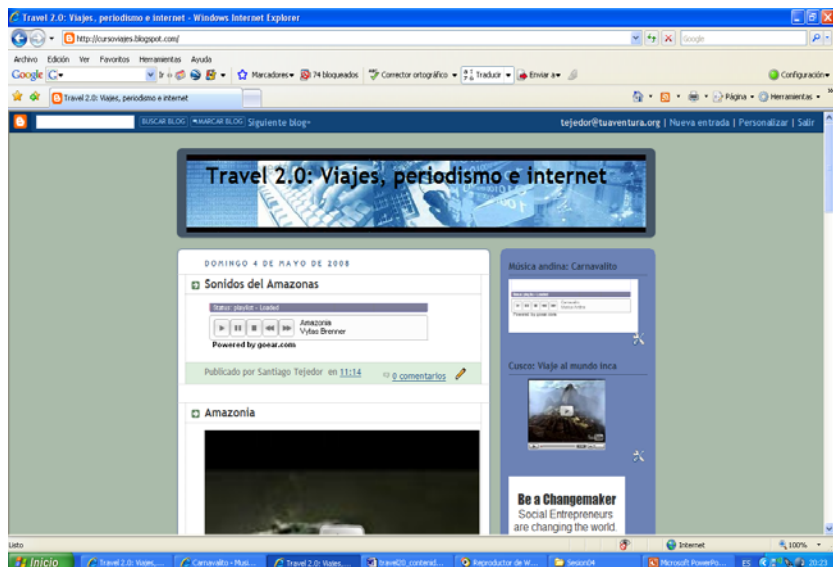 Travel 2.0: Viajes, periodismo e internet - Windows Internet Explorer
http://cursoviajes.blogspot.com/
Google
Archivo Edición Ver Favoritos Herramientas Ayuda
Google Ir Marcadores 74 bloqueados Corrector ortográfico Traducir Enviar a Configuración
Travel 2.0: Viajes, periodismo e internet
Página Herramientas
BUSCAR BLOG MARCAR BLOG Siguiente blog»
tejedor@tuaventura.org | Nueva entrada | Personalizar | Salir
Travel 2.0: Viajes, periodismo e internet
DOMINGO 4 DE MAYO DE 2008
Sonidos del Amazonas
Status: playlist - Loaded
Amazonia
Vytas Brenner
Powered by goear.com
Publicado por Santiago Tejedor en 11:14
0 comentarios
Amazonia
Música andina: Carnavalito
Powered by goear.com
Cusco: Viaje al mundo inca
Be a Changemaker
Social Entrepreneurs
are changing the world.
Listo
Internet
100%
Inicio
Travel 2.0: Viajes,...
Carnavalito - Musi...
Travel 2.0: Viajes,...
travel20_contenid...
Reproductor de W...
Sesion04
Microsoft PowerPo...
ES
20:23